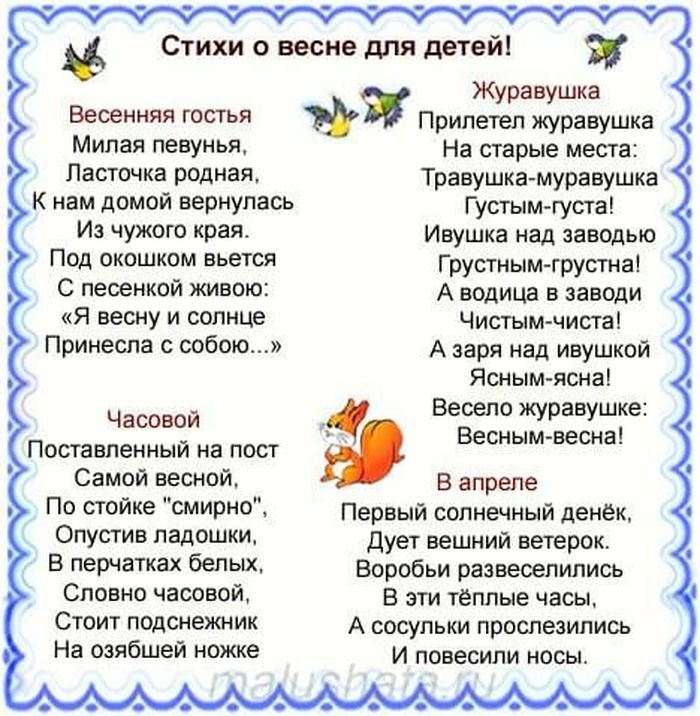 Стихи о весне для детей!
Весенняя гостья
Милая певунья,
Ласточка родная,
К нам домой вернулась
Из чужого края.
Под окошком вьется
С песенкой живою:
«Я весну и солнце
Принесла с собою...»
Часовой
Поставленный на пост
Самой весной,
По стойке "смирно",
Опустив ладошки,
В перчатках белых,
Словно часовой,
Стоит подснежник
На озябшей ножке
Журавушка
Прилетел журавушка
На старые места:
Травушка-муравушка
Густым-густа!
Ивушка над заводью
Грустным-грустна!
А водица в заводи
Чистым-чиста!
А заря над ивушкой
Ясным-ясна!
Весело журавушке:
Весным-весна!
В апреле
Первый солнечный денёк,
Дует вешний ветерок.
Воробьи развеселились
В эти тёплые часы,
А сосульки прослезились
И повесили носы.
malushata.ru